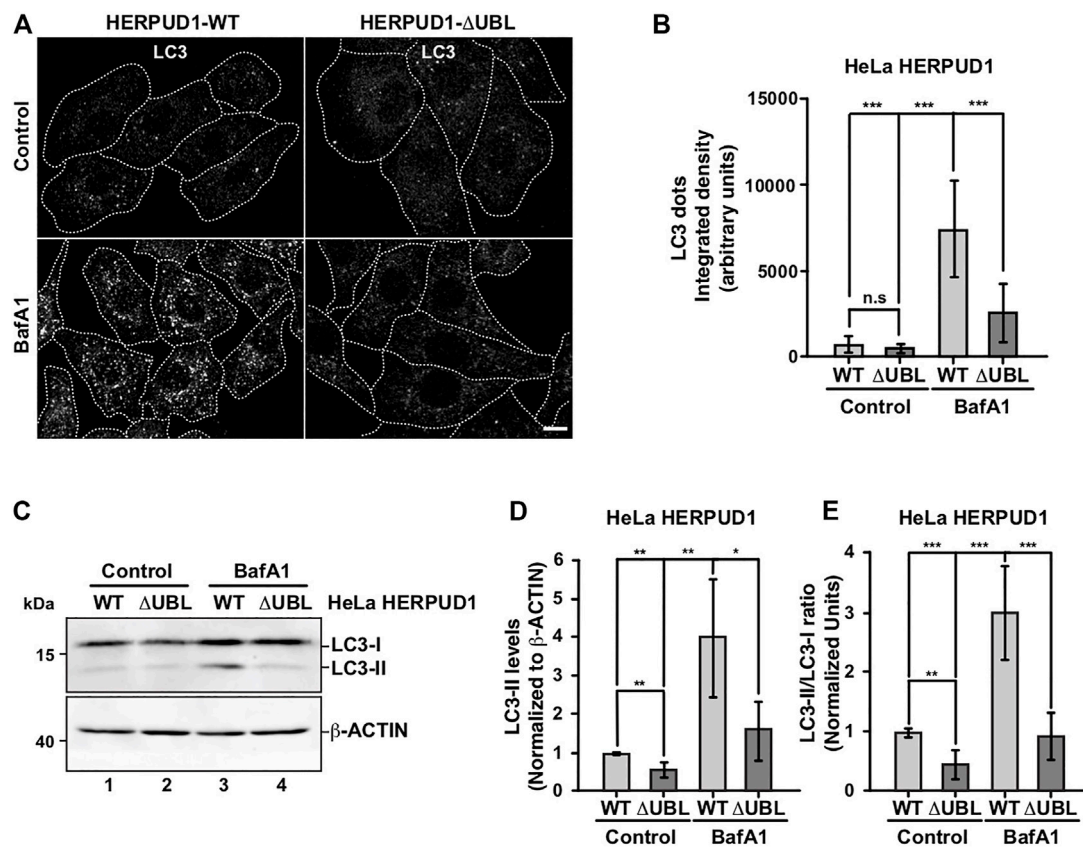 A
HERPUD1-WT
HERPUD1-ΔUBL
LC3
LC3
Control
BafA1
B
HeLa HERPUD1
LC3 dots
Integrated density
(arbitrary units)
15000
10000
5000
0
***
***
***
n.s
WT ΔUBL WT ΔUBL
Control BafA1
C
Control BafA1
kDa WT ΔUBL WT ΔUBL HeLa HERPUD1
LC3-I
15
LC3-II
β-ACTIN
40
1 2 3 4
D
HeLa HERPUD1
LC3-II levels
(Normalized to β-ACTIN)
6
5
4
3
2
1
0
** ** *
**
WT ΔUBL WT ΔUBL
Control BafA1
E
HeLa HERPUD1
LC3-II/LC3-I ratio
(Normalized Units)
4
3
2
1
0
*** *** ***
**
WT ΔUBL WT ΔUBL
Control BafA1